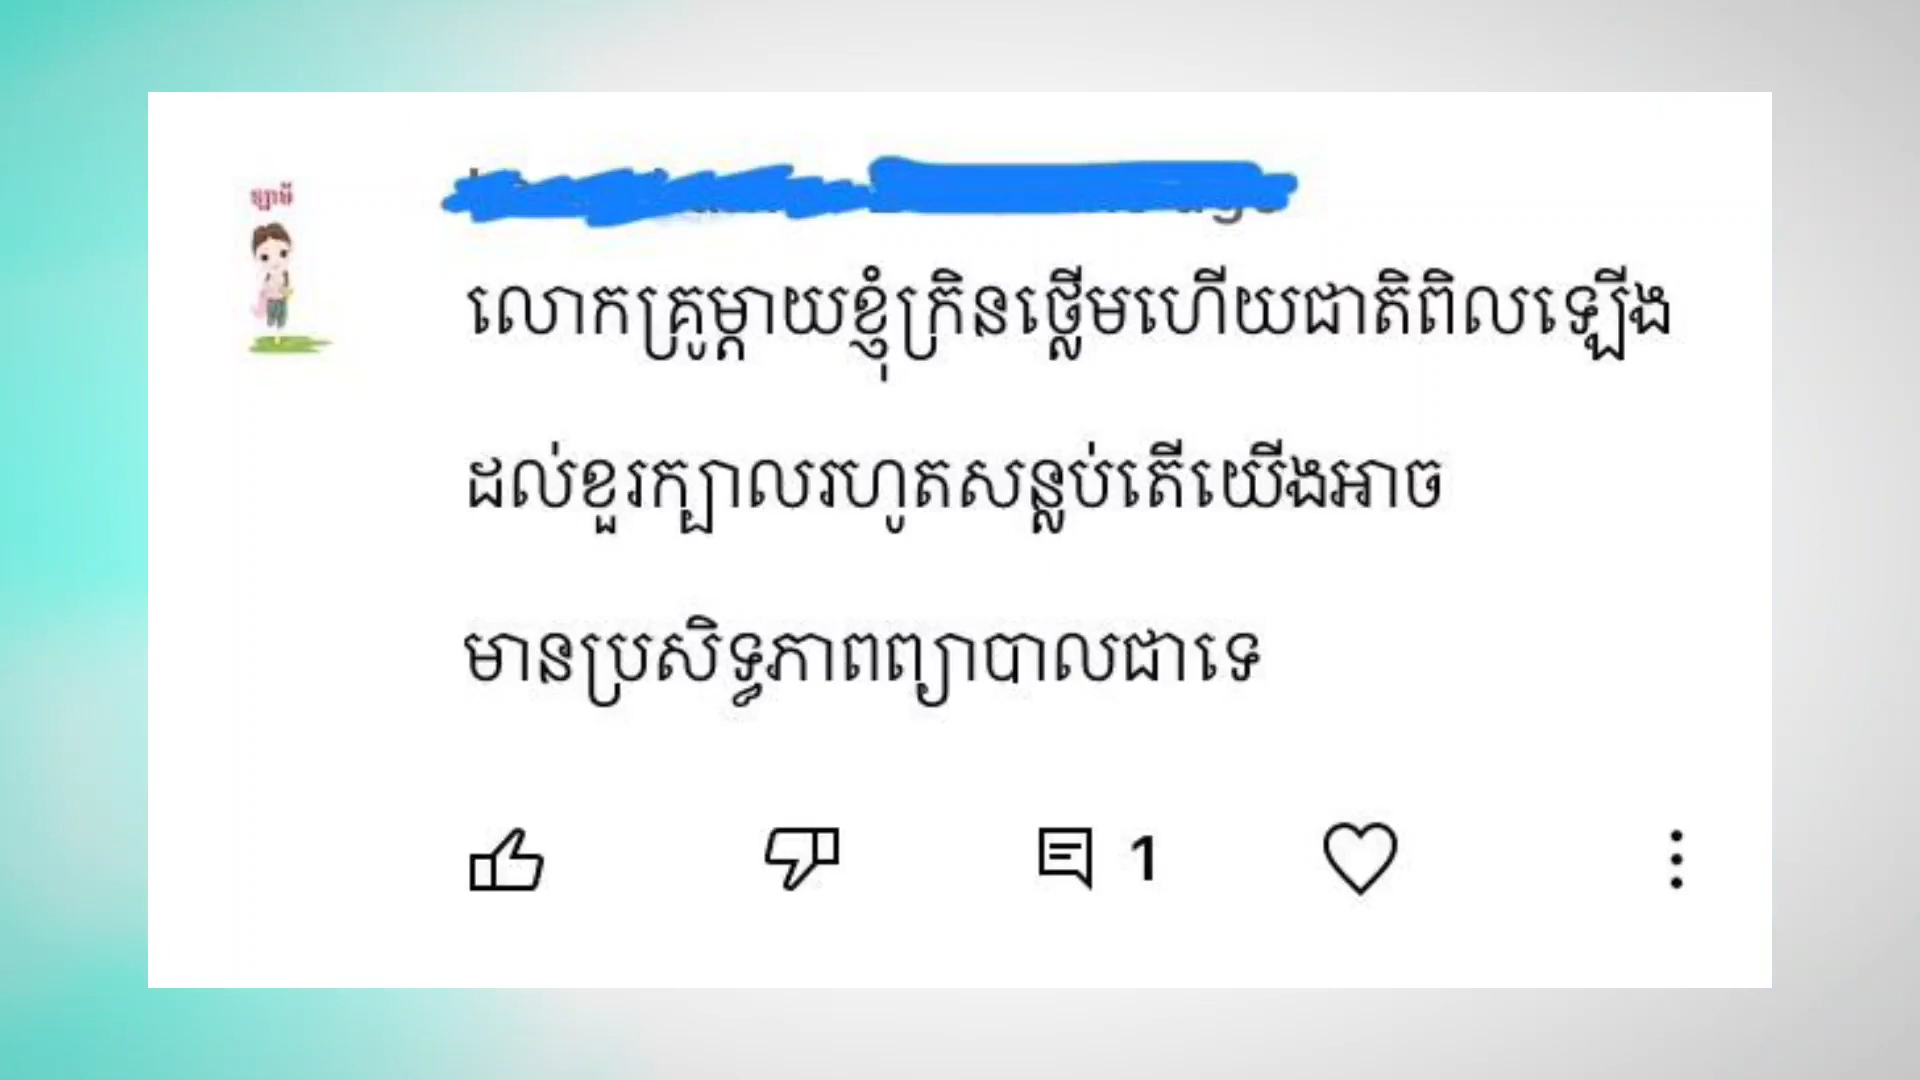 លោកគ្រូម្ដាយខ្ញុំក្រិនថ្លើមហើយជាតិពិលឡើង
ដល់ខួរក្បាលរហូតសន្លប់តើយើងអាច
មានប្រសិទ្ធភាពព្យាបាលជាទេ
1